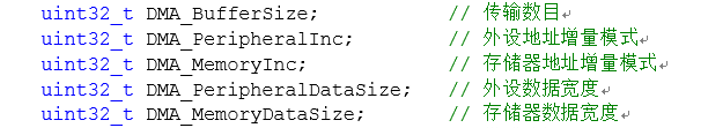 uint32_t DMA_BufferSize; // 传输数目
uint32_t DMA_PeripheralInc; // 外设地址增量模式
uint32_t DMA_MemoryInc; // 存储器地址增量模式
uint32_t DMA_PeripheralDataSize; // 外设数据宽度
uint32_t DMA_MemoryDataSize; // 存储器数据宽度